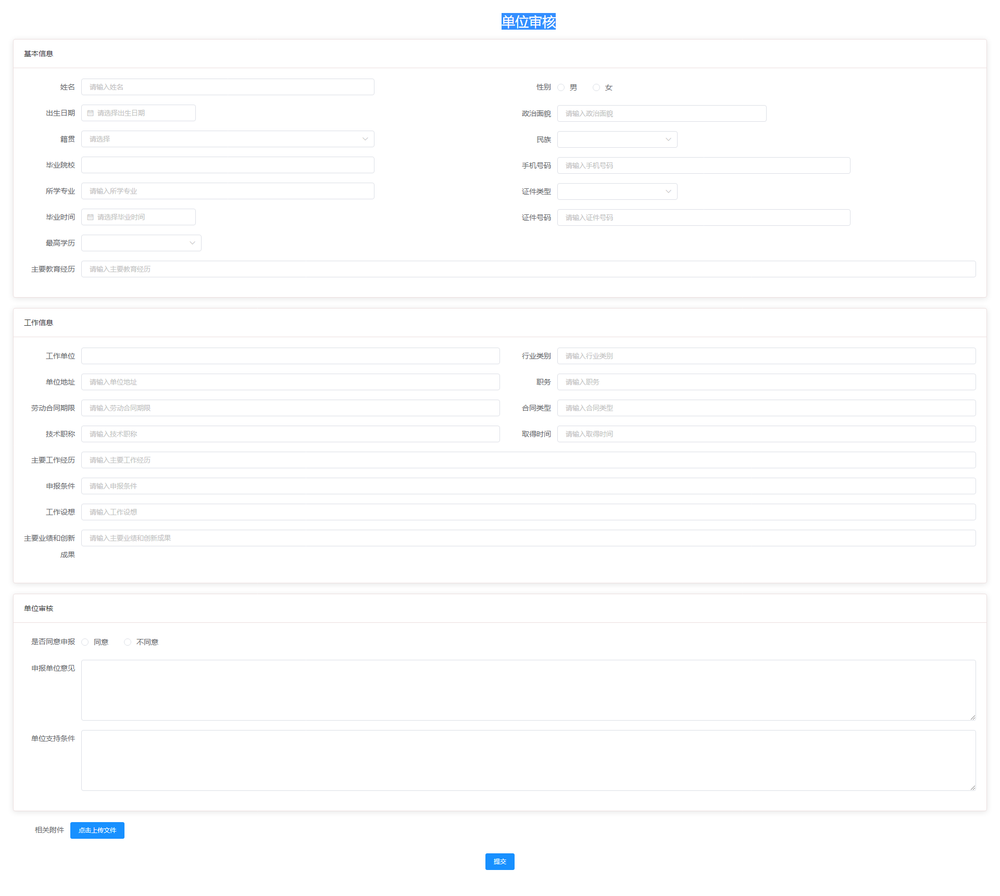 单位审核
基本信息
姓名 请输入姓名 性别 男 女
出生日期 请选择出生日期 政治面貌 请输入政治面貌
籍贯 请选择 民族
毕业院校 手机号码 请输入手机号码
所学专业 请输入所学专业 证件类型
毕业时间 请选择毕业时间 证件号码 请输入证件号码
最高学历
主要教育经历 请输入主要教育经历
工作信息
工作单位 行业类别 请输入行业类别
单位地址 请输入单位地址 职务 请输入职务
劳动合同期限 请输入劳动合同期限 合同类型 请输入合同类型
技术职称 请输入技术职称 取得时间 请输入取得时间
主要工作经历 请输入主要工作经历
申报条件 请输入申报条件
工作设想 请输入工作设想
主要业绩和创新 请输入主要业绩和创新成果
成果
单位审核
是否同意申报 同意 不同意
申报单位意见
单位支持条件
相关附件 点击上传文件
提交